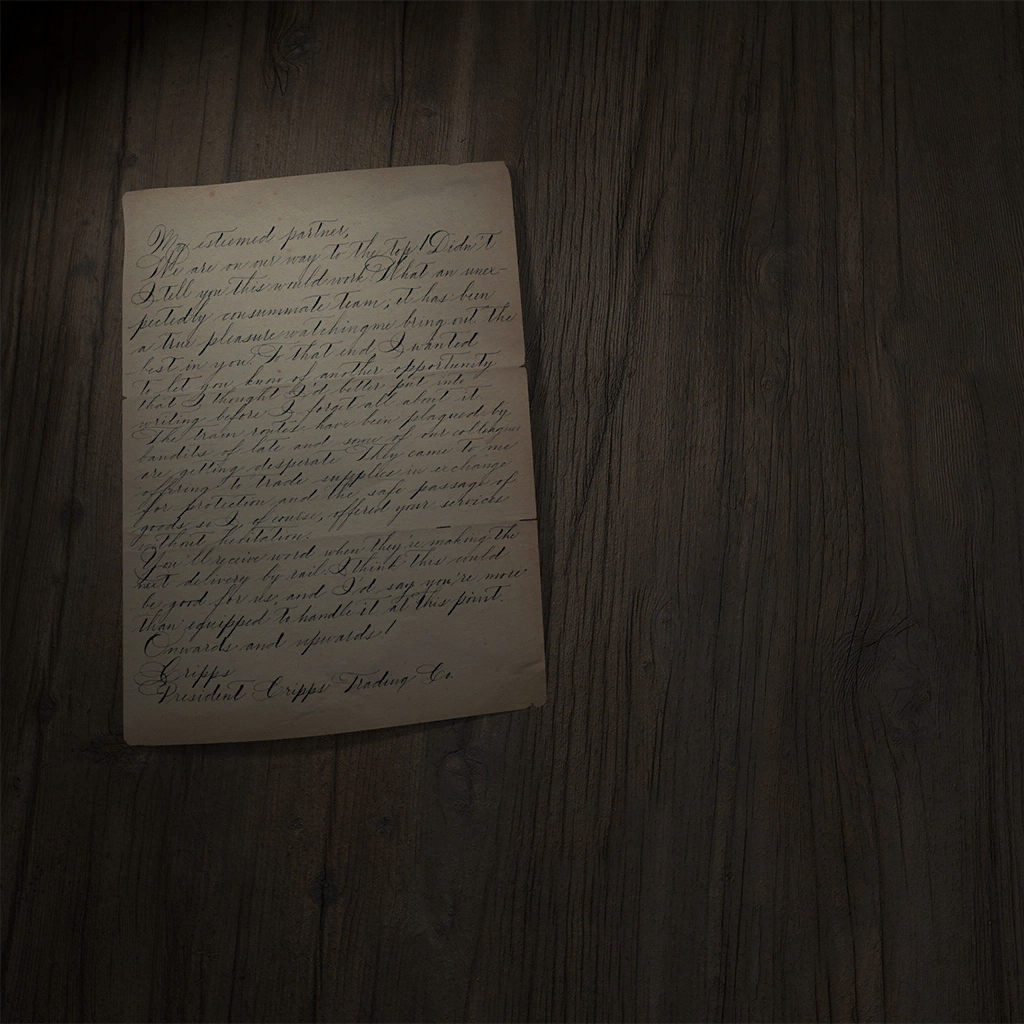 My esteemed partner,
We are on our way to the top! Didn't
I tell you this would work? What an unex-
pectedly consummate team, it has been
a true pleasure watching me bring out the
best in you. To that end, I wanted
to let you know of another opportunity
that I thought I'd better put into
writing before I forget all about it.
The train routes have been plagued by
bandits of late and some of our colleagues
are getting desperate. They came to me
offering to trade supplies in exchange
for protection and the safe passage of
goods, so I, of course, offered your services
without hesitation.
You'll receive word when they're making the
next delivery by rail. I think this could
be good for us, and I'd say you're more
than equipped to handle it at this point.
Onwards and upwards!
Cripps
President Cripps Trading Co.